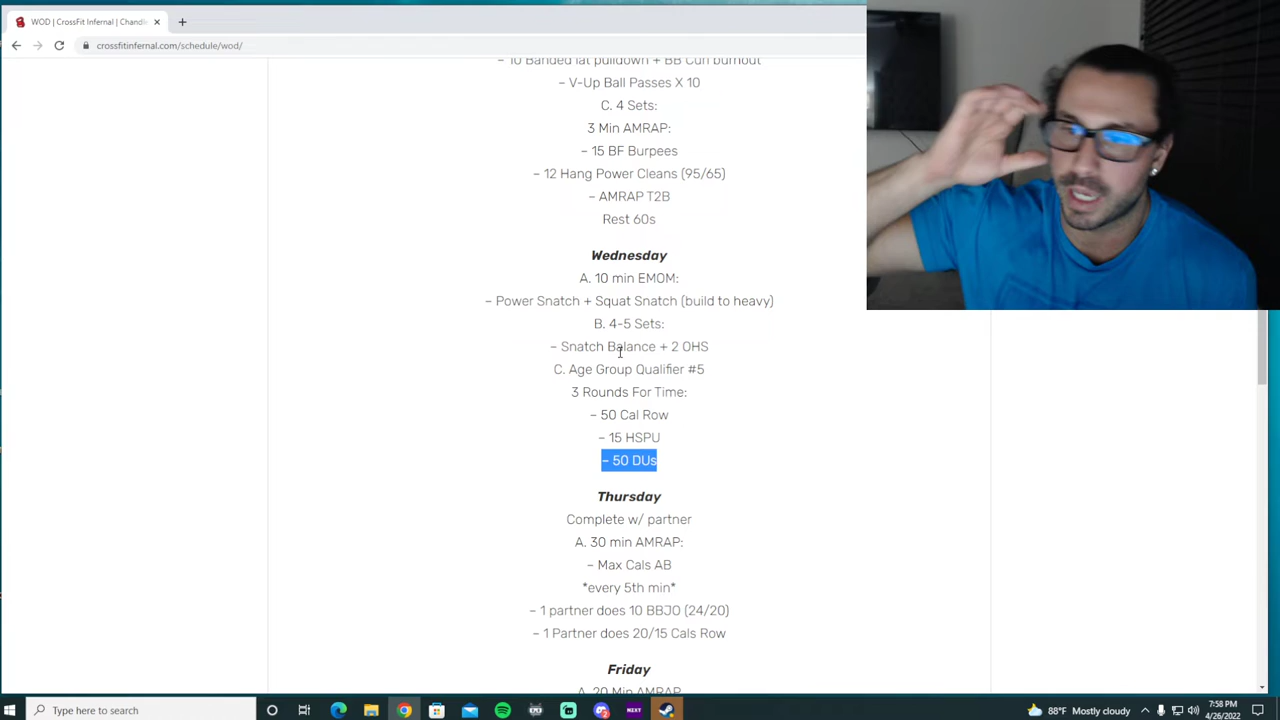 WOD | CrossFit Infernal | Chandl
crossfitinfernal.com/schedule/wod/
– 10 Banded lat pulldown + BB Curl burnout
– V-Up Ball Passes X 10
C. 4 Sets:
3 Min AMRAP:
– 15 BF Burpees
– 12 Hang Power Cleans (95/65)
– AMRAP T2B
Rest 60s
Wednesday
A. 10 min EMOM:
– Power Snatch + Squat Snatch (build to heavy)
B. 4-5 Sets:
– Snatch Balance + 2 OHS
C. Age Group Qualifier #5
3 Rounds For Time:
– 50 Cal Row
– 15 HSPU
– 50 DUs
Thursday
Complete w/ partner
A. 30 min AMRAP:
– Max Cals AB
*every 5th min*
– 1 partner does 10 BBJO (24/20)
– 1 Partner does 20/15 Cals Row
Friday
A. 20 Min AMRAP
Type here to search
NZXT
88°F Mostly cloudy
7:58 PM
4/26/2022